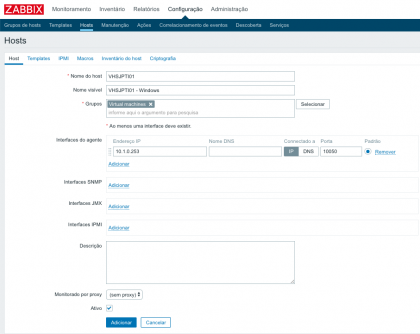 ZABBIX Monitoramento Inventário Relatórios Configuração Administração
Grupos de hosts Templates Hosts Manutenção Ações Correlacionamento de eventos Descoberta Serviços
Hosts
Host Templates IPMI Macros Inventário do host Criptografia
* Nome do host VHSJPTI01
Nome visível VHSJPTI01 - Windows
* Grupos Virtual machines × Selecionar
informe aqui o argumento para pesquisa
* Ao menos uma interface deve existir.
Interfaces do agente Endereço IP Nome DNS Conectado a Porta Padrão
10.1.0.253 IP DNS 10050 Remover
Adicionar
Interfaces SNMP Adicionar
Interfaces JMX Adicionar
Interfaces IPMI Adicionar
Descrição
Monitorado por proxy (sem proxy)
Ativo
Adicionar Cancelar